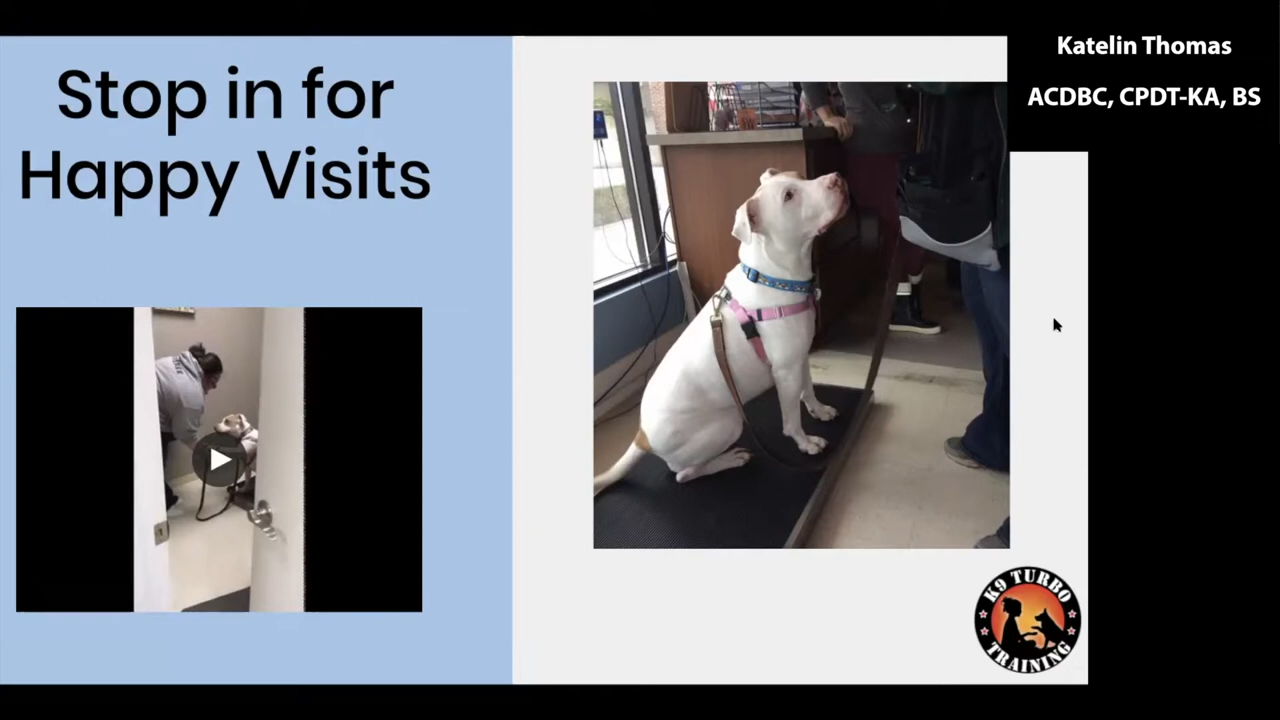 Stop in for
Happy Visits
Katelin Thomas
ACDBC, CPDT-KA, BS
K9 TURBO
TRAINING